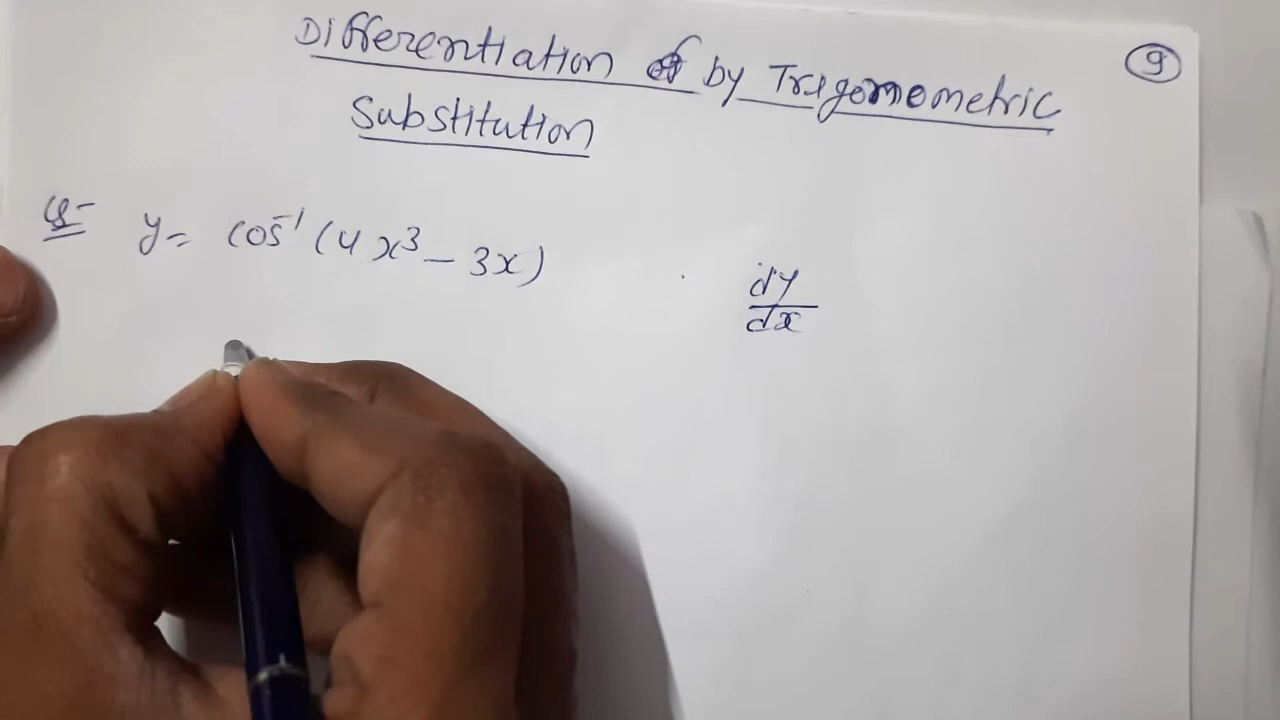 Differentiation of by Trigonometric
Substitution
9
Q- y = cos⁻¹ (4x³ - 3x)
dy
dx